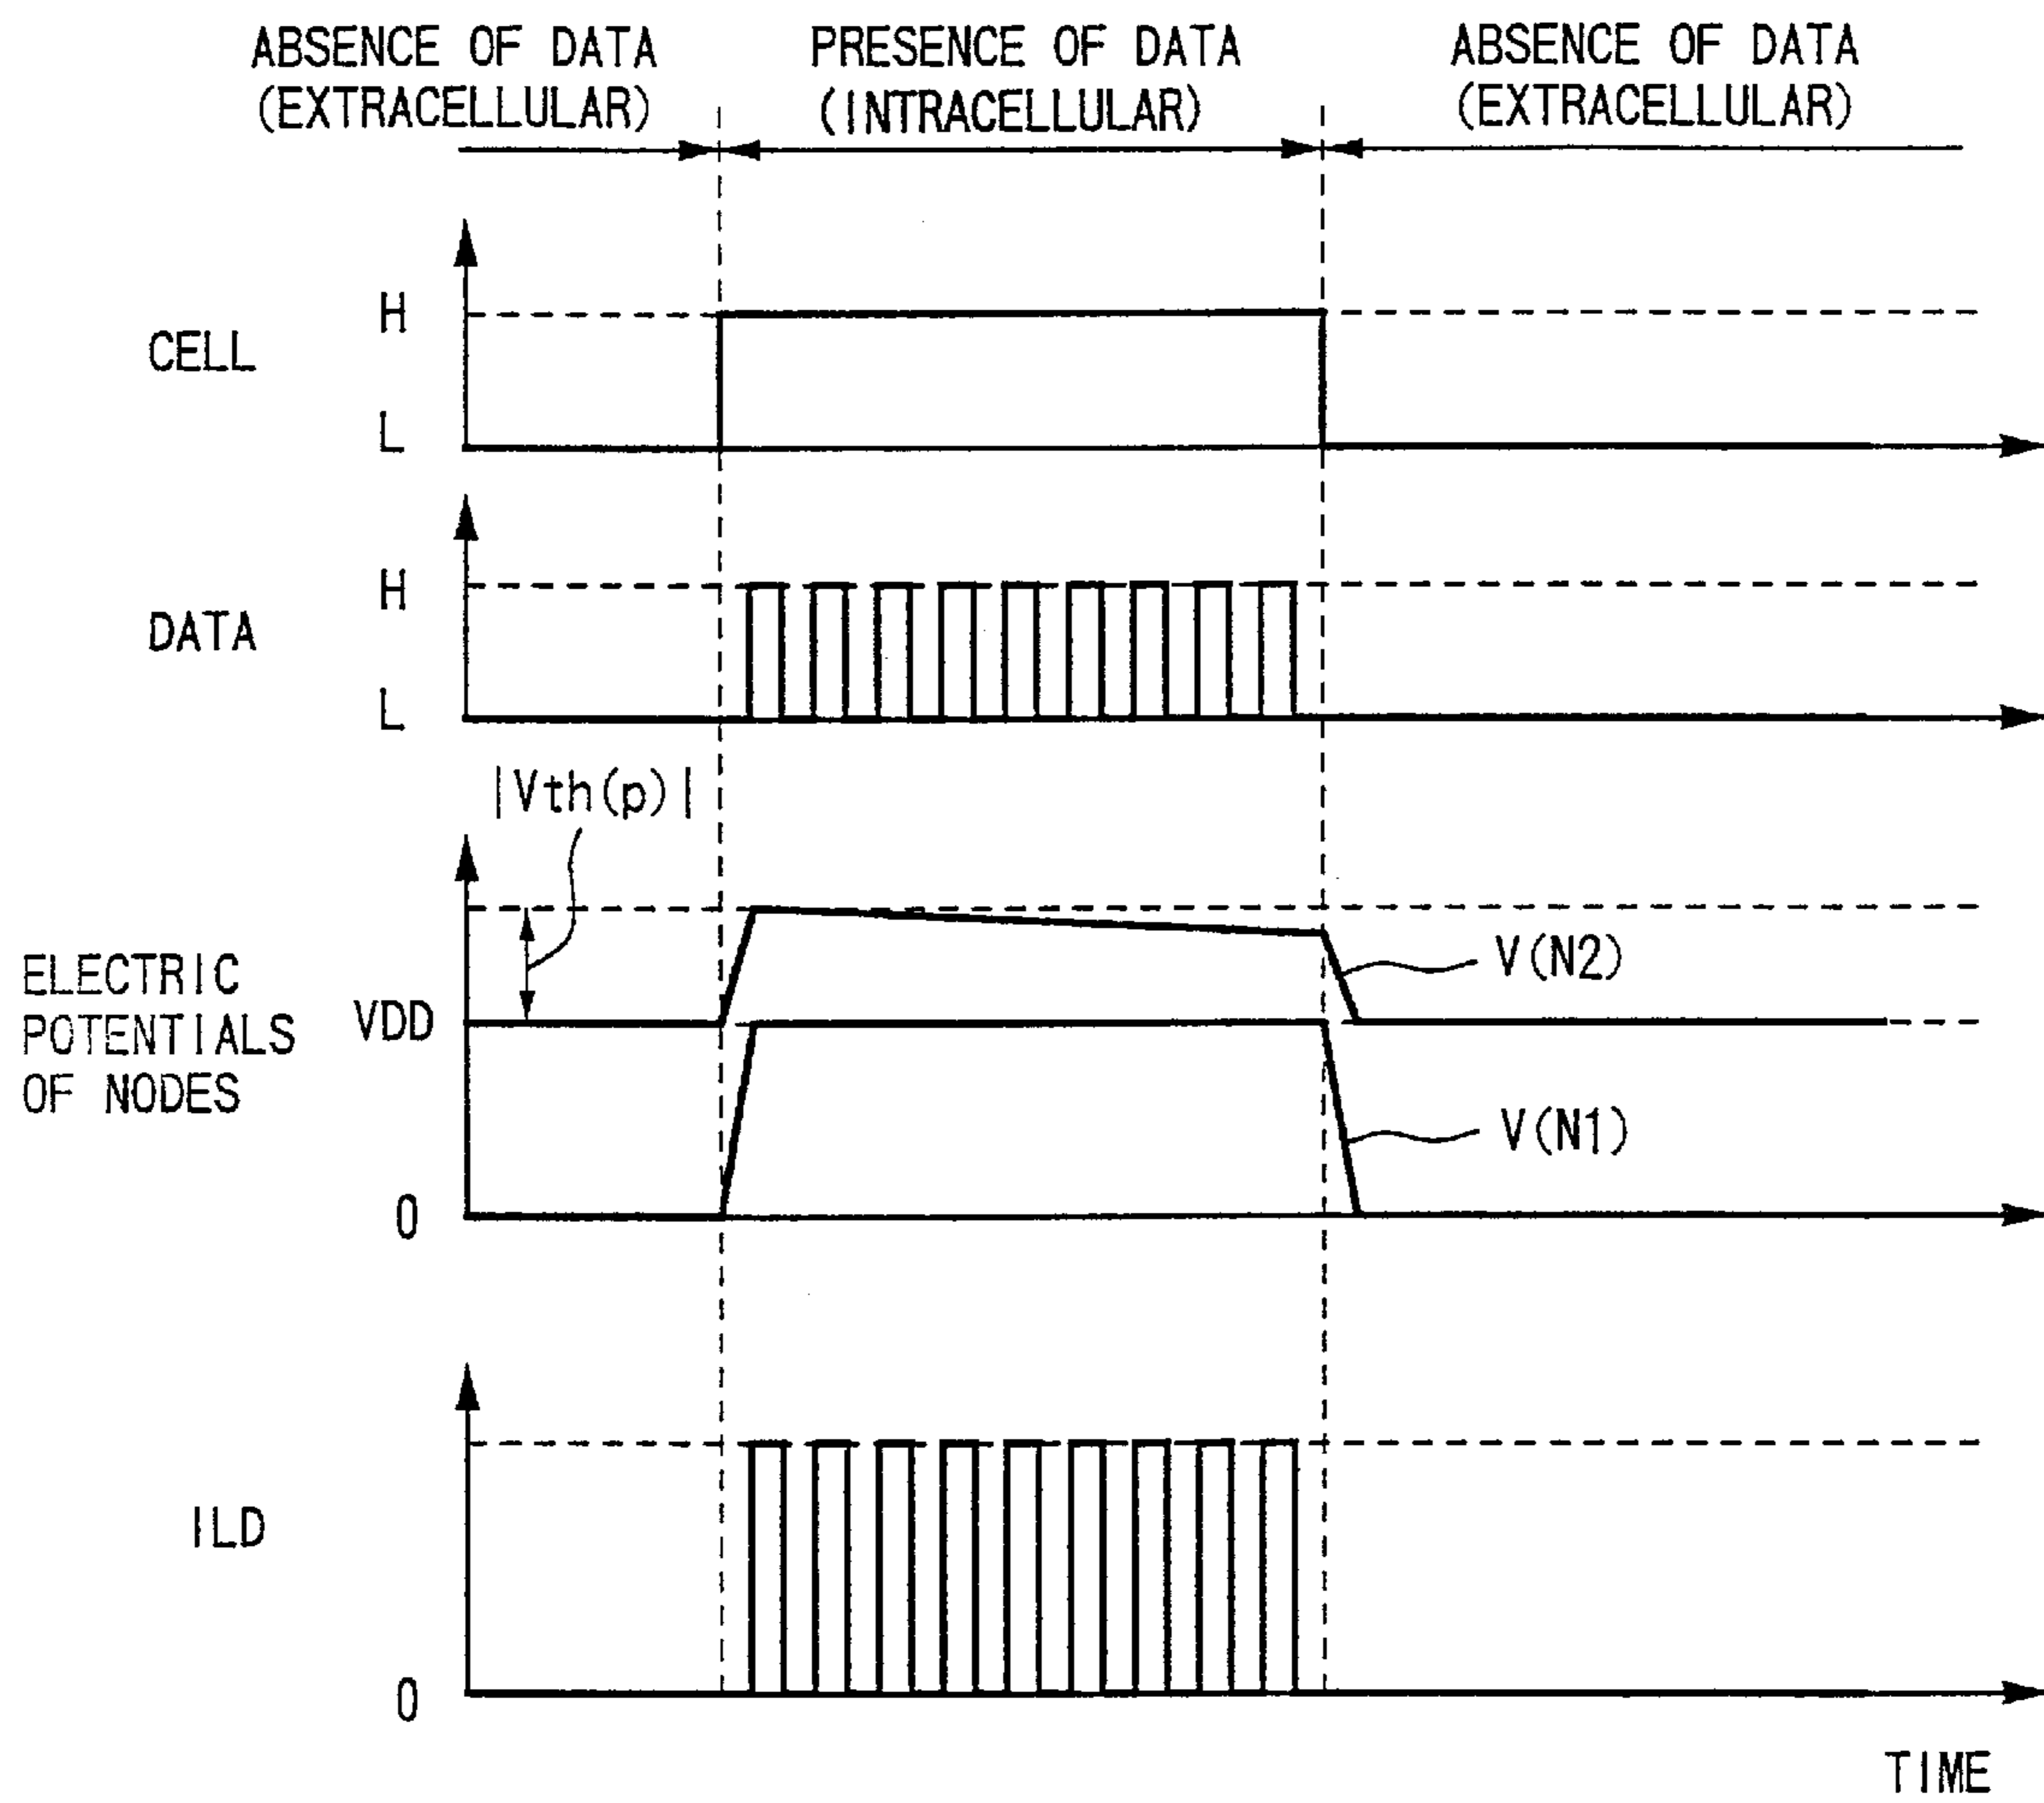 ABSENCE OF DATA
(EXTRACELLULAR)
PRESENCE OF DATA
(INTRACELLULAR)
ABSENCE OF DATA
(EXTRACELLULAR)
CELL
H
L
DATA
H
L
|Vth(p)|
ELECTRIC
POTENTIALS
OF NODES
VDD
0
V(N2)
V(N1)
ILD
0
TIME